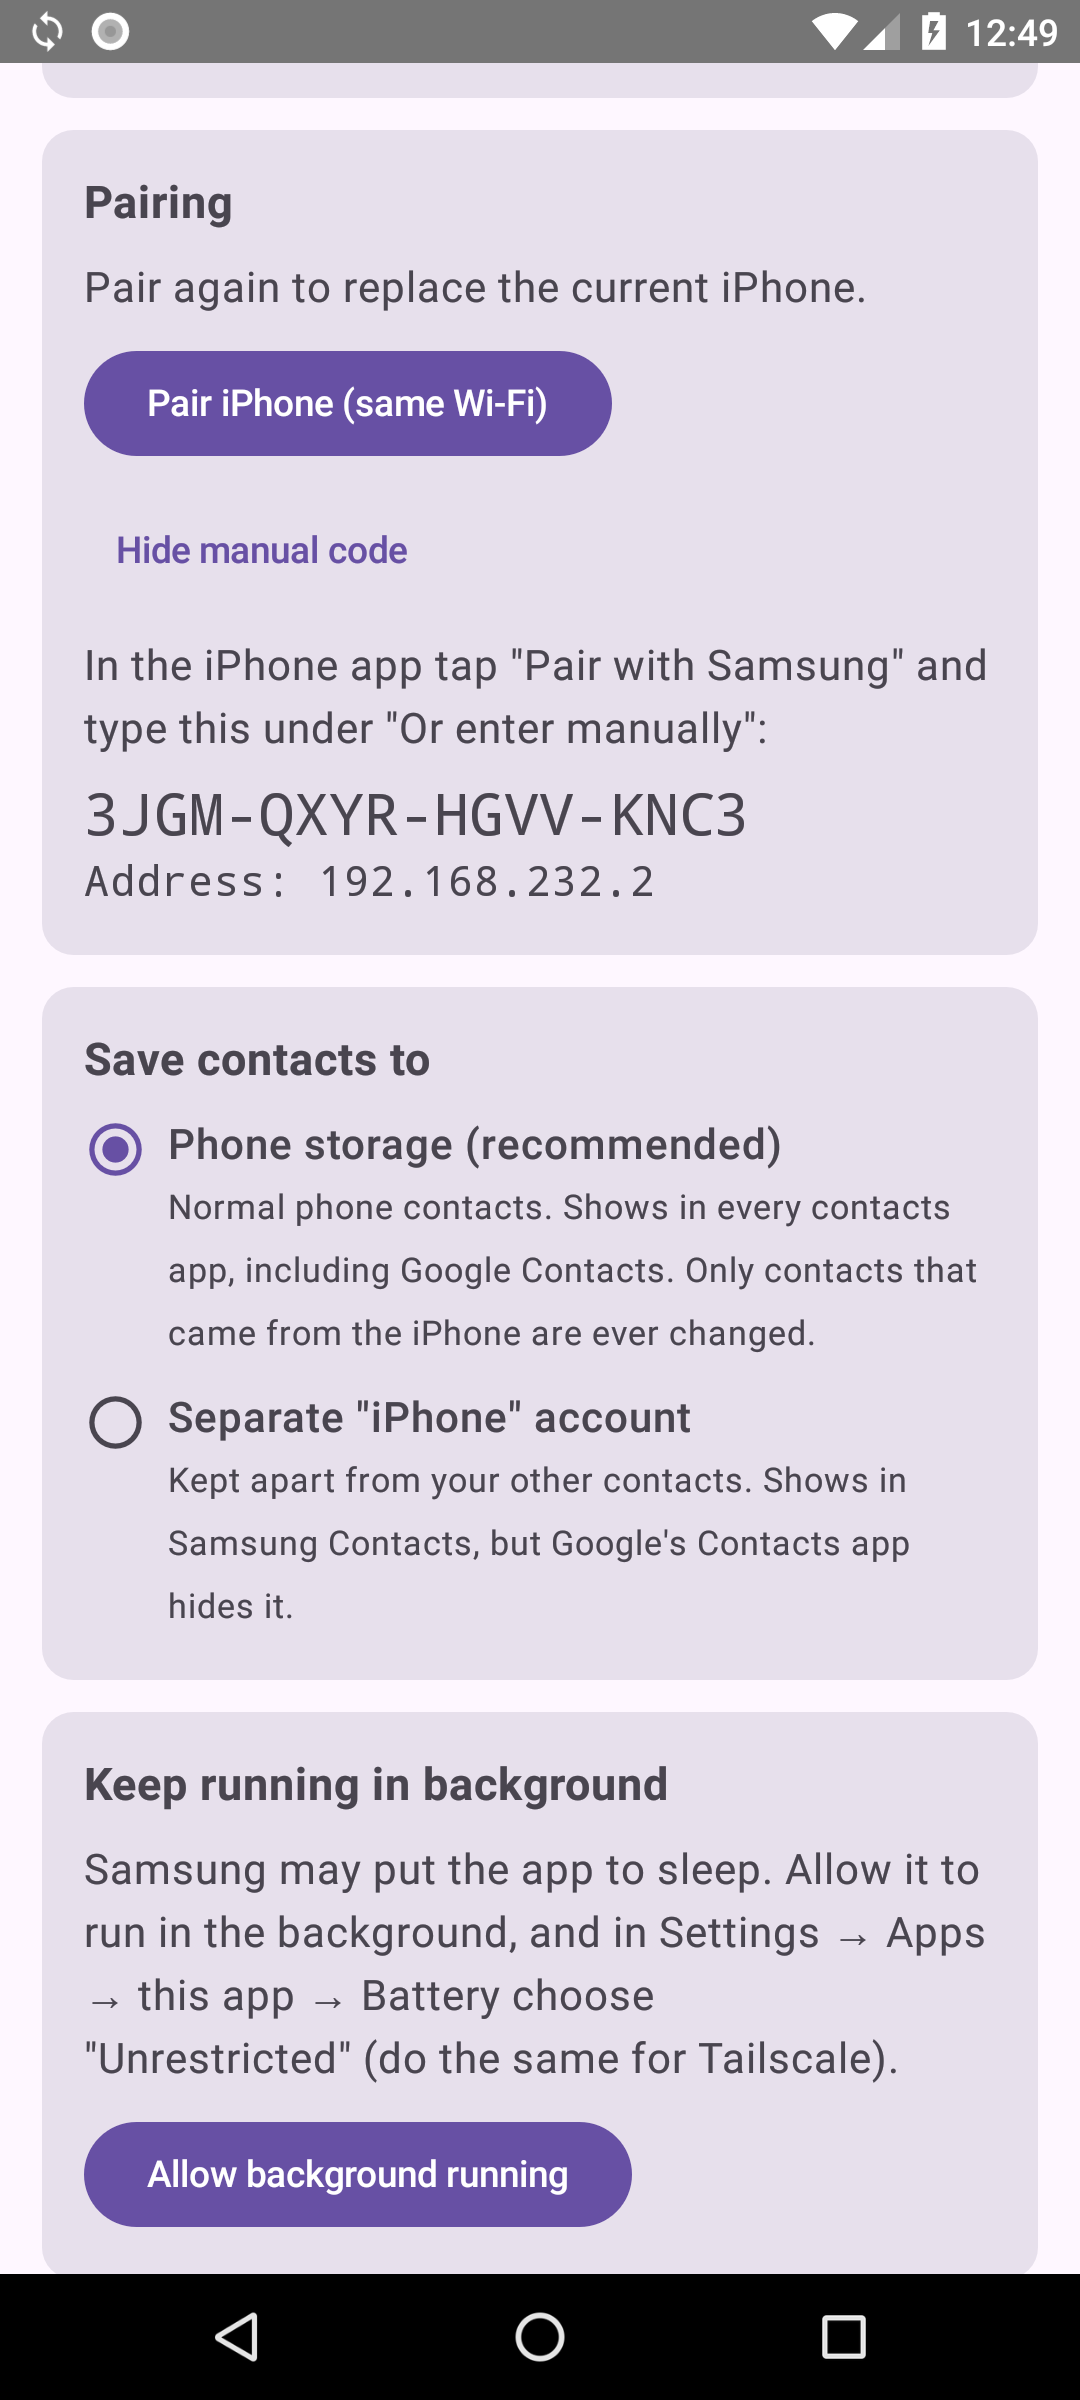 12:49
Pairing
Pair again to replace the current iPhone.
Pair iPhone (same Wi-Fi)
Hide manual code
In the iPhone app tap "Pair with Samsung" and
type this under "Or enter manually":
3JGM-QXYR-HGVV-KNC3
Address: 192.168.232.2
Save contacts to
Phone storage (recommended)
Normal phone contacts. Shows in every contacts
app, including Google Contacts. Only contacts that
came from the iPhone are ever changed.
Separate "iPhone" account
Kept apart from your other contacts. Shows in
Samsung Contacts, but Google's Contacts app
hides it.
Keep running in background
Samsung may put the app to sleep. Allow it to
run in the background, and in Settings → Apps
→ this app → Battery choose
"Unrestricted" (do the same for Tailscale).
Allow background running